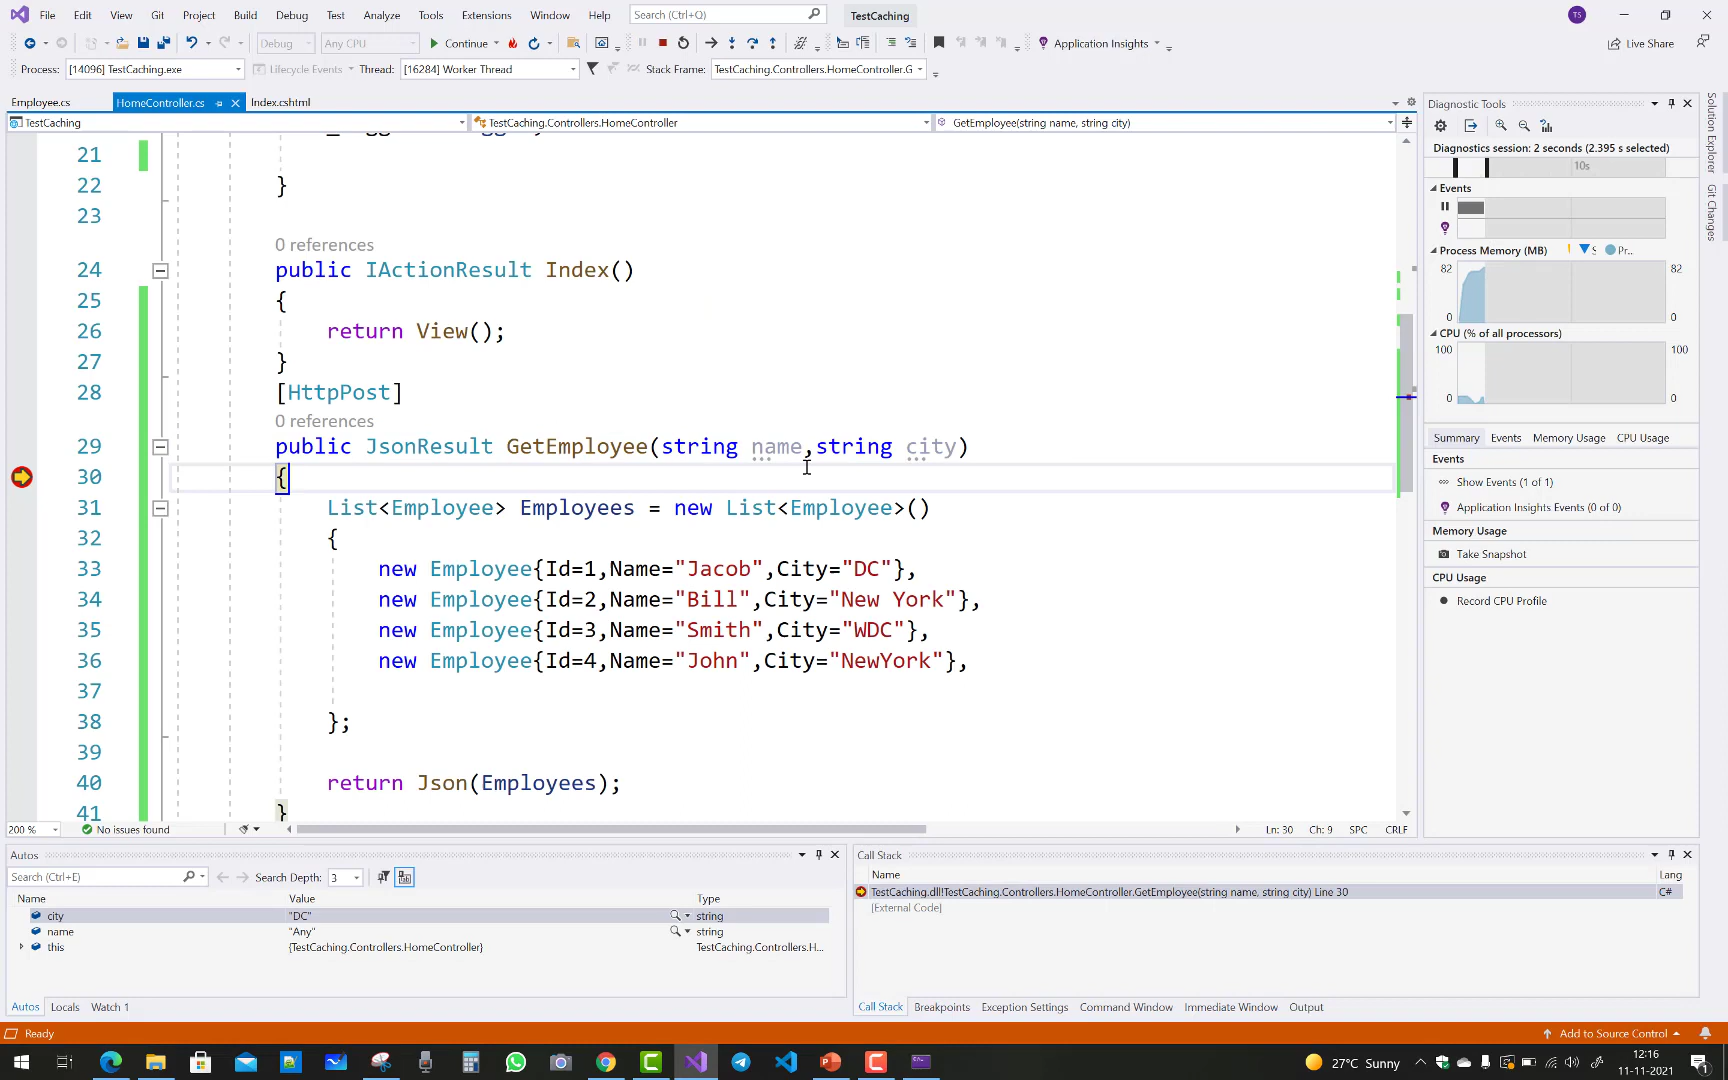 File Edit View Git Project Build Debug Test Analyze Tools Extensions Window Help Search (Ctrl+Q) TestCaching TS
Debug Any CPU Continue Application Insights Live Share
Process: [14096] TestCaching.exe Lifecycle Events Thread: [16284] Worker Thread Stack Frame: TestCaching.Controllers.HomeController.G
Employee.cs HomeController.cs Index.cshtml
TestCaching TestCaching.Controllers.HomeController GetEmployee(string name, string city)
21
22 }
23
0 references
24 public IActionResult Index()
25 {
26 return View();
27 }
28 [HttpPost]
0 references
29 public JsonResult GetEmployee(string name,string city)
30 {
31 List<Employee> Employees = new List<Employee>()
32 {
33 new Employee{Id=1,Name="Jacob",City="DC"},
34 new Employee{Id=2,Name="Bill",City="New York"},
35 new Employee{Id=3,Name="Smith",City="WDC"},
36 new Employee{Id=4,Name="John",City="NewYork"},
37
38 };
39
40 return Json(Employees);
41 }
200 % No issues found Ln: 30 Ch: 9 SPC CRLF
Diagnostic Tools
Diagnostics session: 2 seconds (2.395 s selected)
10s
Events
Process Memory (MB) S Pr...
82 82
0 0
CPU (% of all processors)
100 100
0 0
Summary Events Memory Usage CPU Usage
Events
Show Events (1 of 1)
Application Insights Events (0 of 0)
Memory Usage
Take Snapshot
CPU Usage
Record CPU Profile
Solution Explorer
Git Changes
Autos
Search (Ctrl+E) Search Depth: 3
Name Value Type
city "DC" string
name "Any" string
this {TestCaching.Controllers.HomeController} TestCaching.Controllers.H...
Autos Locals Watch 1
Call Stack
Name Lang
TestCaching.dll!TestCaching.Controllers.HomeController.GetEmployee(string name, string city) Line 30 C#
[External Code]
Call Stack Breakpoints Exception Settings Command Window Immediate Window Output
Ready Add to Source Control
27°C Sunny 12:16
11-11-2021 1